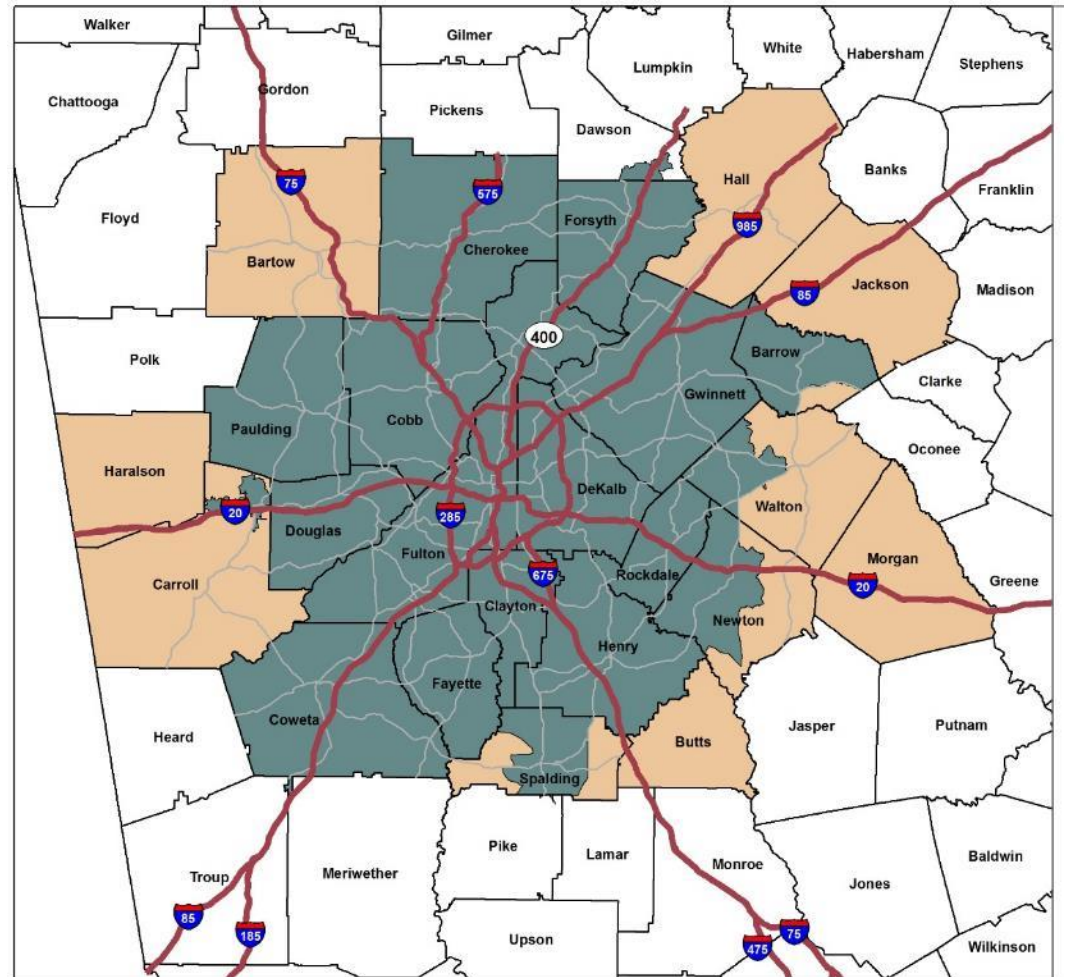 Walker
Gilmer
White
Habersham
Stephens
Lumpkin
Chattooga
Gordon
Pickens
Dawson
Banks
Franklin
Hall
75
575
Floyd
Forsyth
985
Cherokee
Bartow
85
Jackson
Madison
400
Polk
Barrow
Clarke
Gwinnett
Cobb
Paulding
Oconee
Haralson
DeKalb
Walton
20
285
Douglas
Fulton
Morgan
675
Rockdale
20
Greene
Carroll
Clayton
Newton
Henry
Fayette
Coweta
Jasper
Putnam
Heard
Butts
Spalding
Pike
Lamar
Baldwin
Monroe
Meriwether
Troup
Jones
85
185
75
Upson
475
Wilkinson